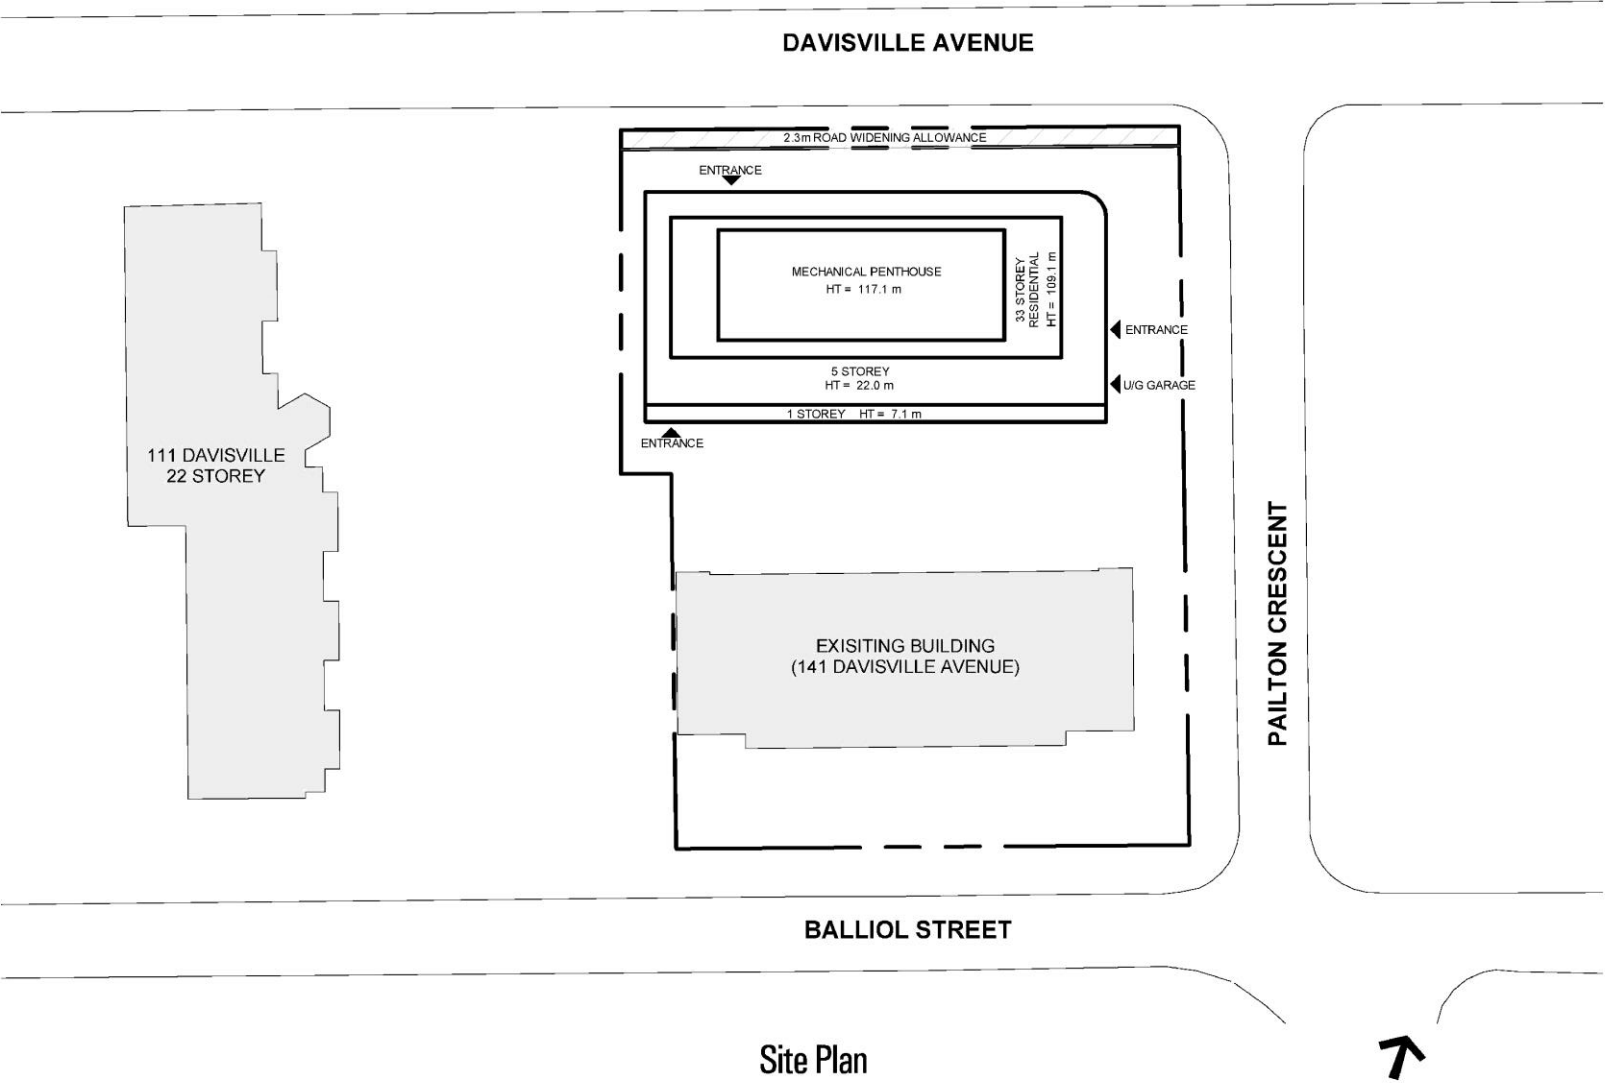 DAVISVILLE AVENUE
2.3m ROAD WIDENING ALLOWANCE
ENTRANCE
MECHANICAL PENTHOUSE
HT = 117.1 m
33 STOREY
RESIDENTIAL
HT = 109.1 m
ENTRANCE
5 STOREY
HT = 22.0 m
U/G GARAGE
1 STOREY HT = 7.1 m
ENTRANCE
111 DAVISVILLE
22 STOREY
EXISITING BUILDING
(141 DAVISVILLE AVENUE)
PAILTON CRESCENT
BALLIOL STREET
Site Plan